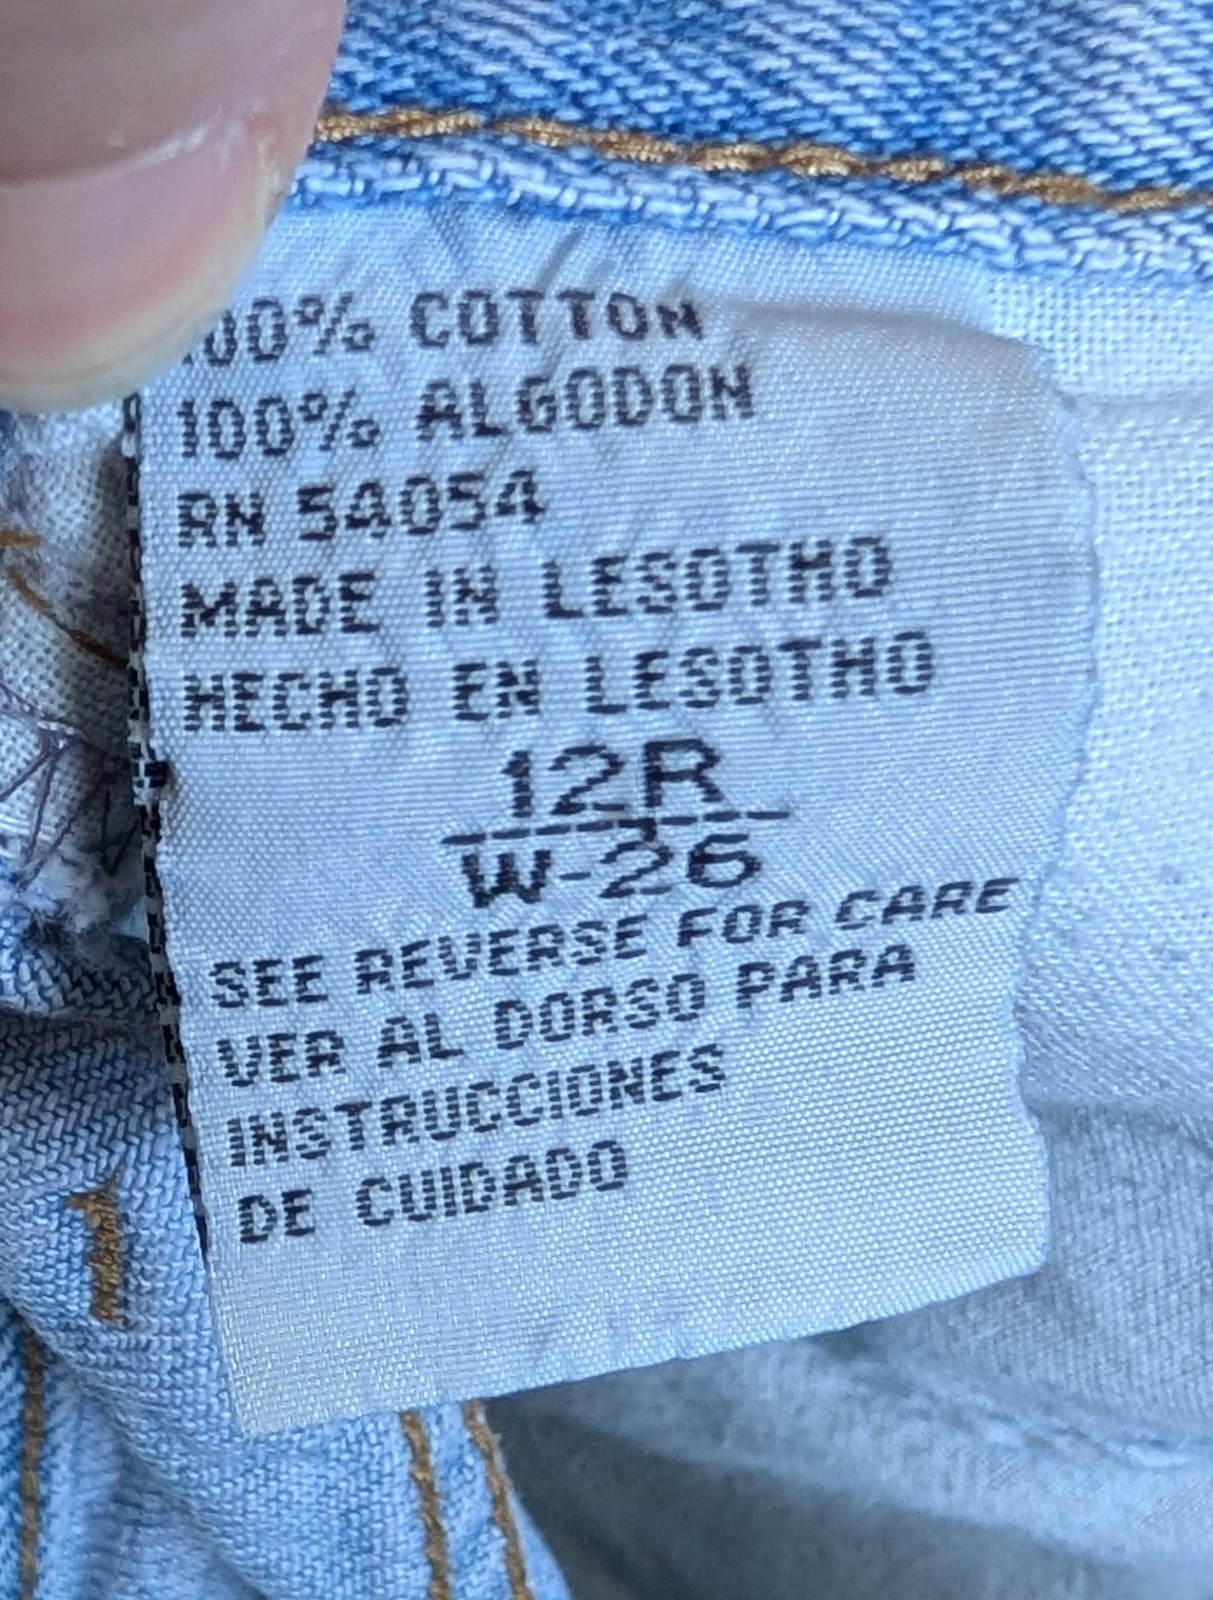 100% COTTON
100% ALGODON
RN 54054
MADE IN LESOTHO
HECHO EN LESOTHO
12R
W-26
SEE REVERSE FOR CARE
VER AL DORSO PARA
INSTRUCCIONES
DE CUIDADO